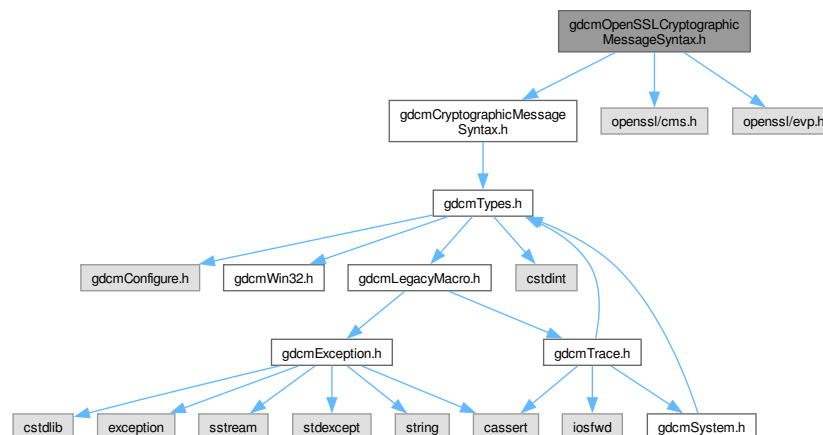 gdcmOpenSSLCryptographic
MessageSyntax.h
gdcmCryptographicMessage
Syntax.h
openssl/cms.h
openssl/evp.h
gdcmTypes.h
gdcmConfigure.h
gdcmWin32.h
gdcmLegacyMacro.h
cstdint
gdcmException.h
gdcmTrace.h
cstdlib
exception
sstream
stdexcept
string
cassert
iosfwd
gdcmSystem.h